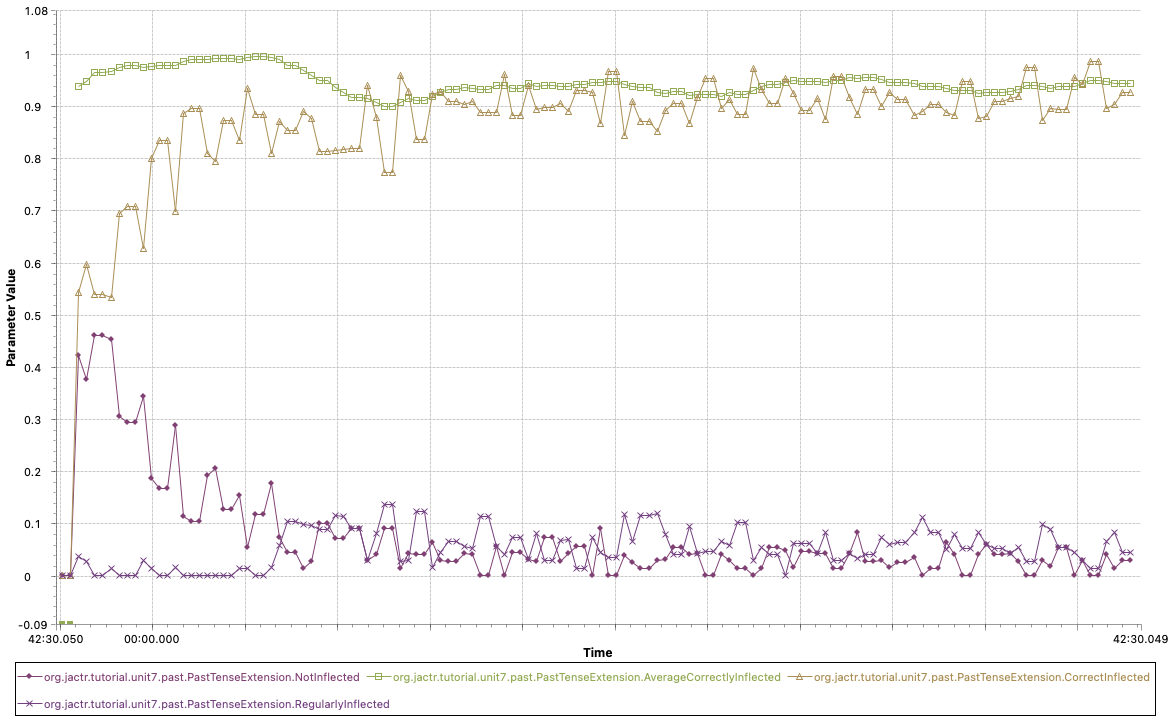 1.08
1
0.9
0.8
0.7
0.6
0.5
0.4
0.3
0.2
0.1
0
-0.09
Parameter Value
42:30.050 00:00.000 42:30.049
Time
org.jactr.tutorial.unit7.past.PastTenseExtension.NotInflected org.jactr.tutorial.unit7.past.PastTenseExtension.AverageCorrectlyInflected org.jactr.tutorial.unit7.past.PastTenseExtension.CorrectInflected
org.jactr.tutorial.unit7.past.PastTenseExtension.RegularlyInflected